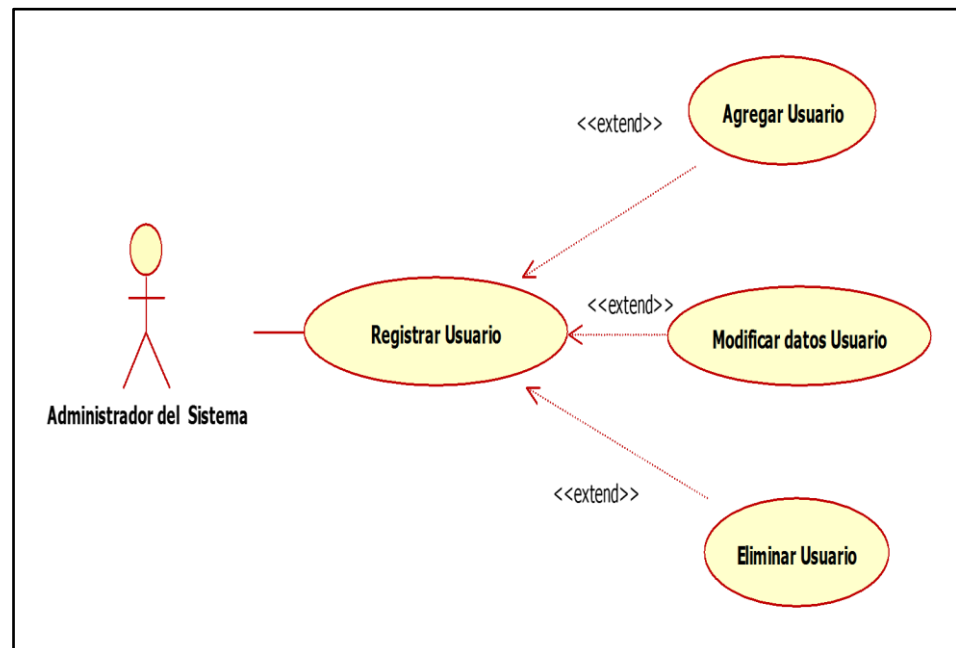 Agregar Usuario
<<extend>>
<<extend>>
Registrar Usuario
Modificar datos Usuario
Administrador del Sistema
<<extend>>
Eliminar Usuario